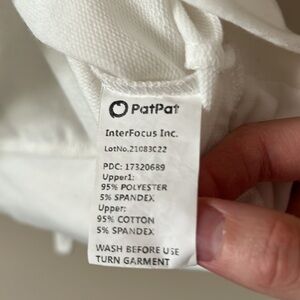 PatPat
InterFocus Inc.
LotNo.21083C22
PDC: 17320689
Upper1:
95% POLYESTER
5% SPANDEX
Upper:
95% COTTON
5% SPANDEX
WASH BEFORE USE
TURN GARMENT